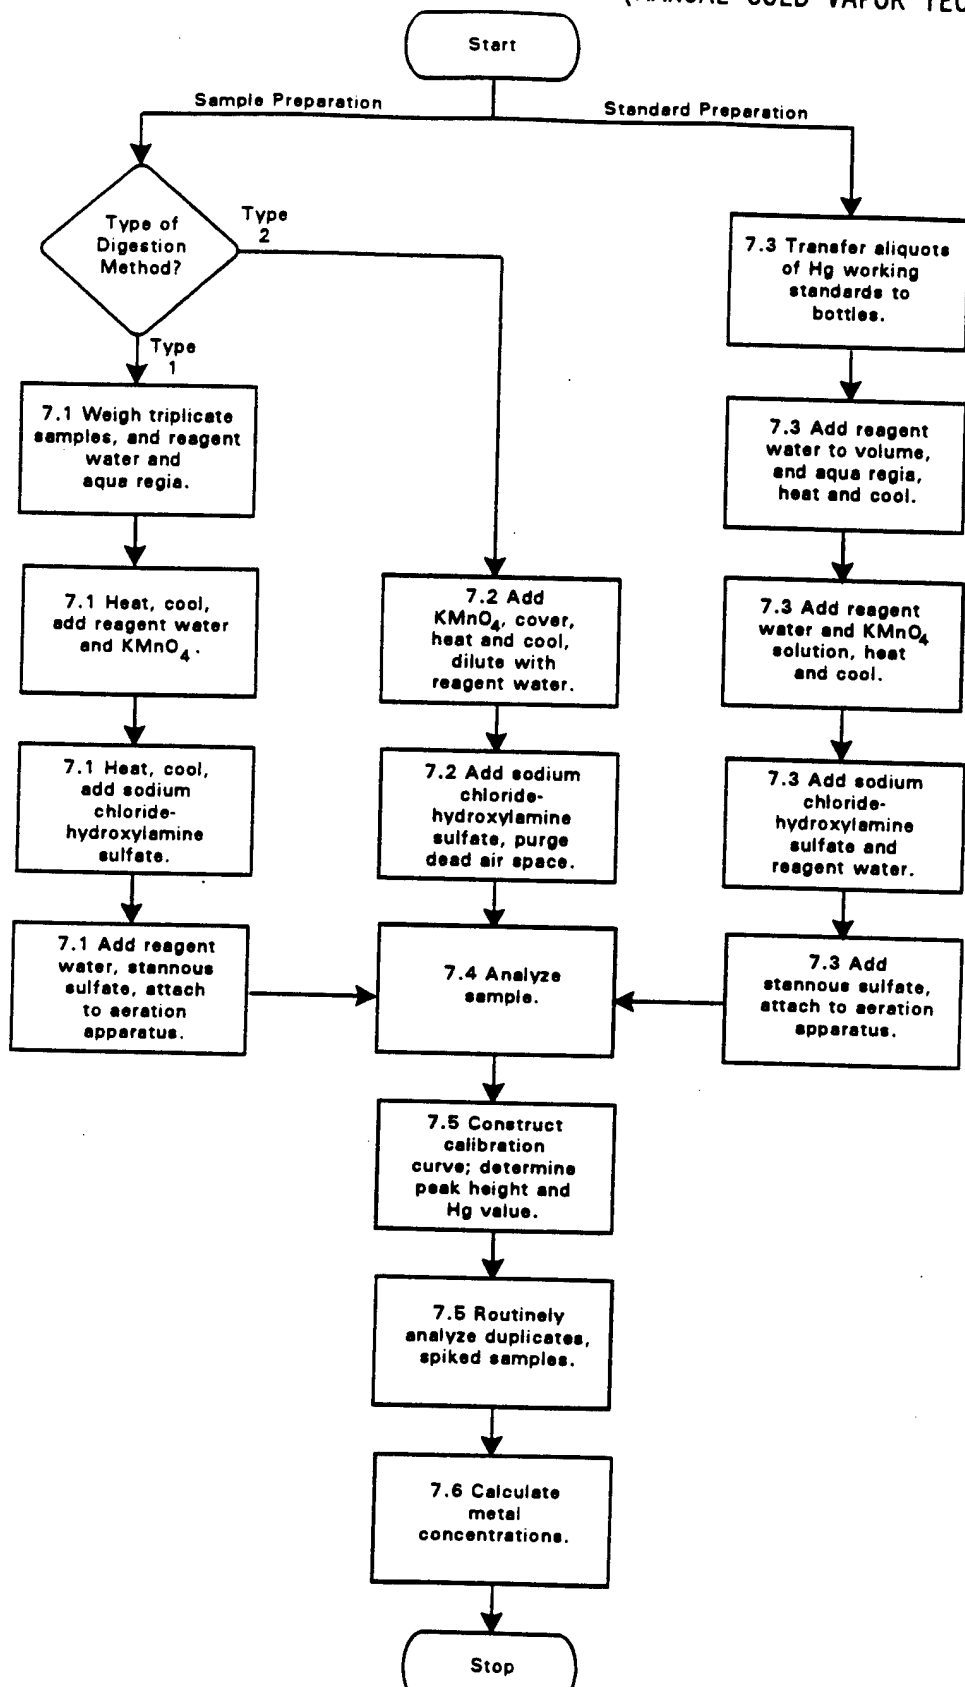 (MANUAL COLD VAPOR TEC
Start
Sample Preparation
Standard Preparation
Type of
Digestion
Method?
Type
2
Type
1
7.1 Weigh triplicate
samples, and reagent
water and
aqua regia.
7.1 Heat, cool,
add reagent water
and KMnO4.
7.1 Heat, cool,
add sodium
chloride-
hydroxylamine
sulfate.
7.1 Add reagent
water, stannous
sulfate, attach
to aeration
apparatus.
7.2 Add
KMnO4, cover,
heat and cool,
dilute with
reagent water.
7.2 Add sodium
chloride-
hydroxylamine
sulfate, purge
dead air space.
7.3 Transfer aliquots
of Hg working
standards to
bottles.
7.3 Add reagent
water to volume,
and aqua regia,
heat and cool.
7.3 Add reagent
water and KMnO4
solution, heat
and cool.
7.3 Add sodium
chloride-
hydroxylamine
sulfate and
reagent water.
7.3 Add
stannous sulfate,
attach to aeration
apparatus.
7.4 Analyze
sample.
7.5 Construct
calibration
curve; determine
peak height and
Hg value.
7.5 Routinely
analyze duplicates,
spiked samples.
7.6 Calculate
metal
concentrations.
Stop